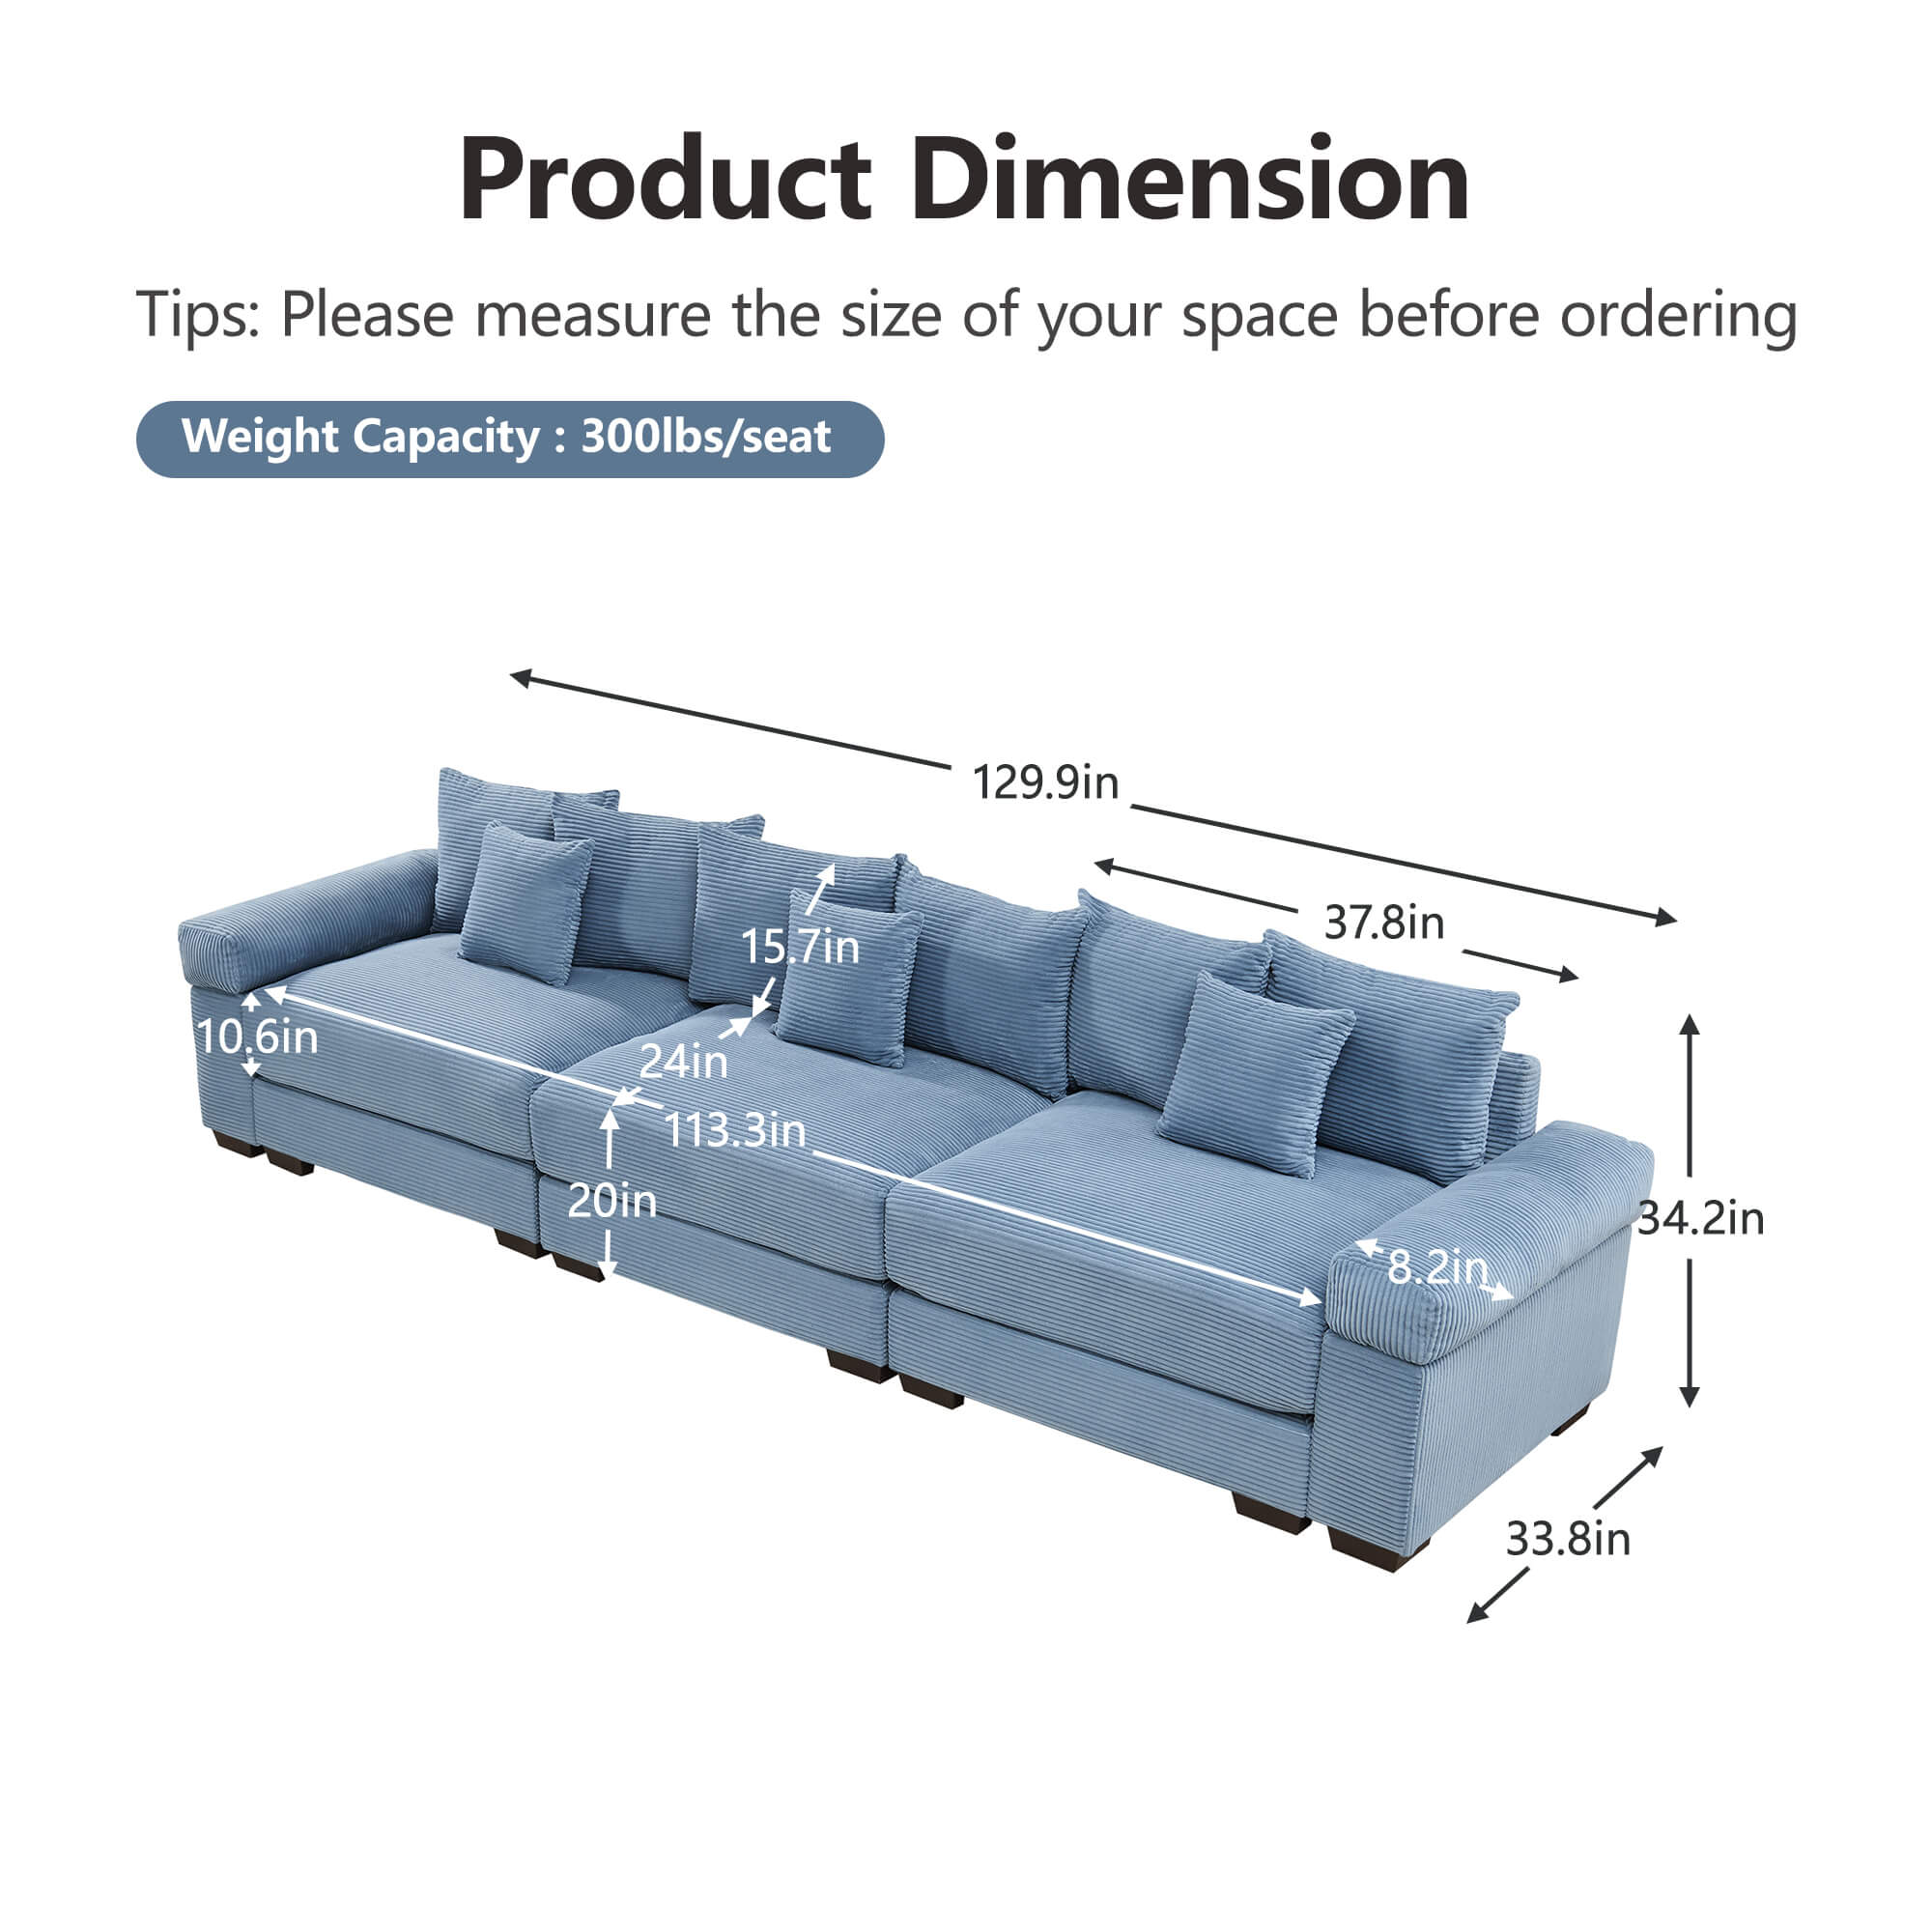 Product Dimension
Tips: Please measure the size of your space before ordering
Weight Capacity : 300lbs/seat
129.9in
37.8in
15.7in
10.6in
24in
113.3in
20in
34.2in
8.2in
33.8in